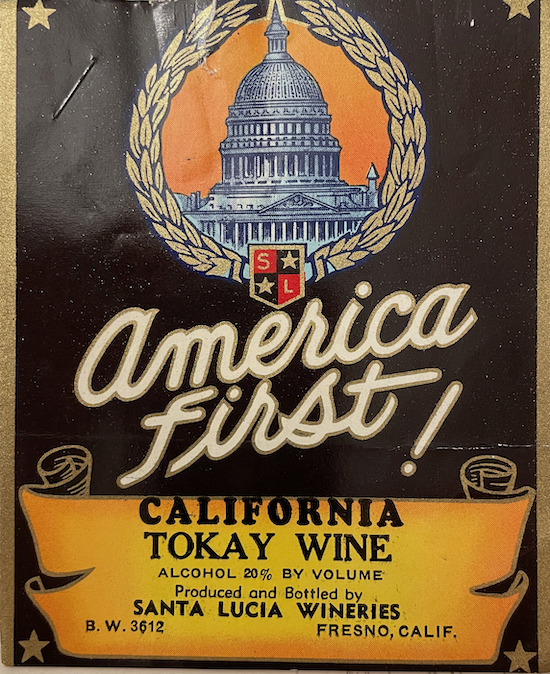 S
L
America
first!
CALIFORNIA
TOKAY WINE
ALCOHOL 20% BY VOLUME
Produced and Bottled by
SANTA LUCIA WINERIES
B. W. 3612 FRESNO, CALIF.